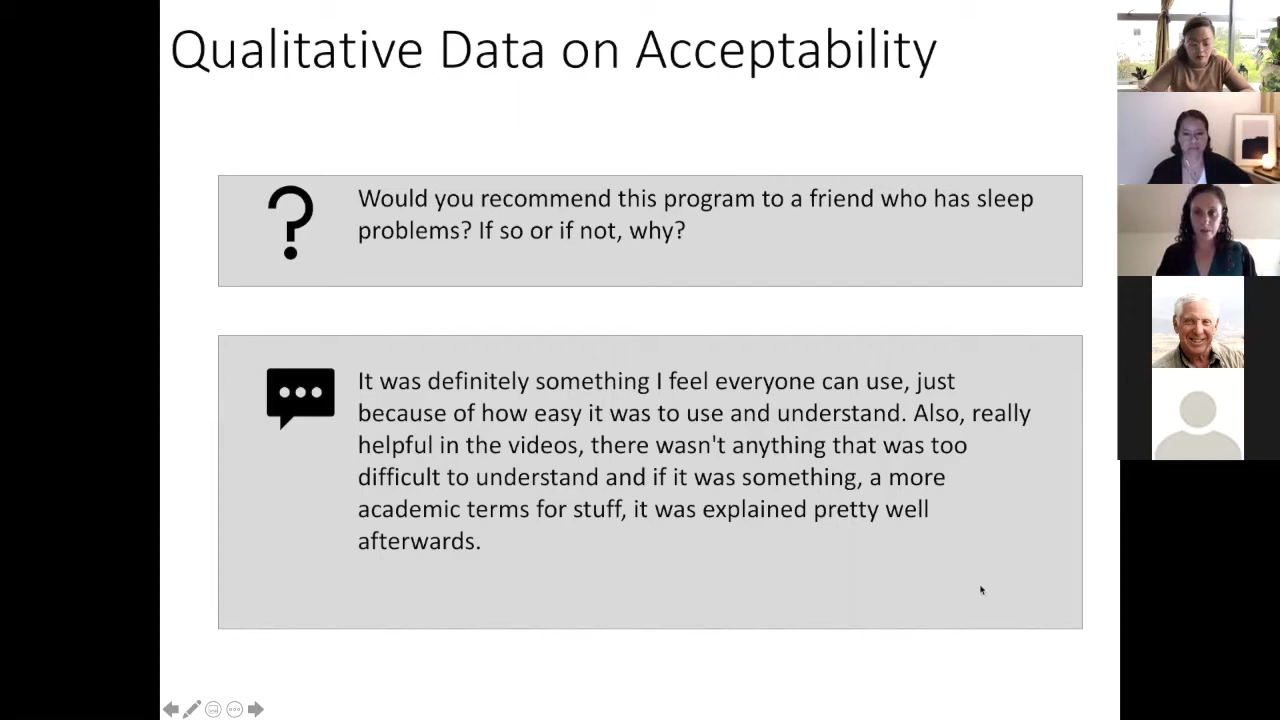 Qualitative Data on Acceptability
Would you recommend this program to a friend who has sleep
problems? If so or if not, why?
It was definitely something I feel everyone can use, just
because of how easy it was to use and understand. Also, really
helpful in the videos, there wasn't anything that was too
difficult to understand and if it was something, a more
academic terms for stuff, it was explained pretty well
afterwards.